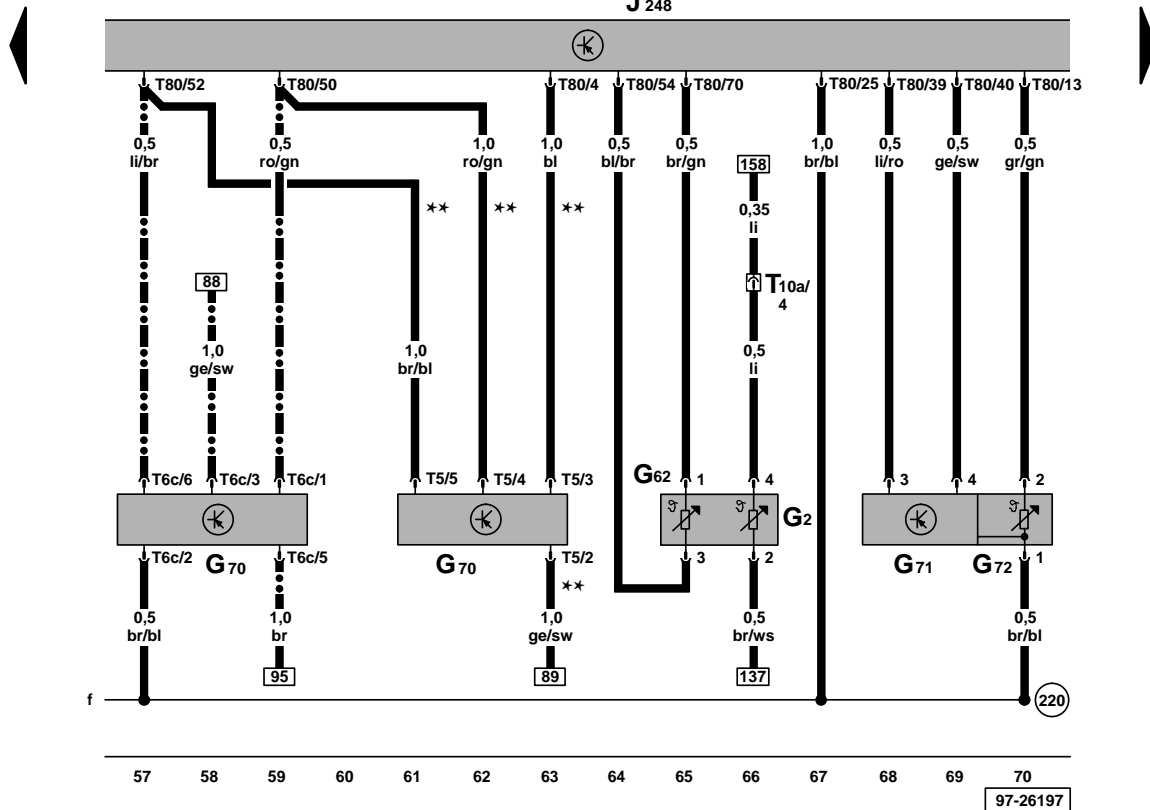 J 248
T80/52 T80/50 T80/4 T80/54 T80/70 T80/25 T80/39 T80/40 T80/13
0,5 0,5 1,0 1,0 0,5 0,5 1,0 0,5 0,5 0,5
li/br ro/gn ro/gn bl bl/br br/gn 158 br/bl li/ro ge/sw gr/gn
** ** ** 0,35
li
88 T10a/
4
1,0 1,0 0,5
ge/sw br/bl li
T6c/6 T6c/3 T6c/1 T5/5 T5/4 T5/3 G62 1 4 3 4 2
ϑ ϑ G2 ϑ
T6c/2 G70 T6c/5 G70 T5/2 3 2 G71 G72 1
**
0,5 1,0 1,0 0,5 0,5
br/bl br ge/sw br/ws br/bl
95 89 137
f 220
57 58 59 60 61 62 63 64 65 66 67 68 69 70
97-26197